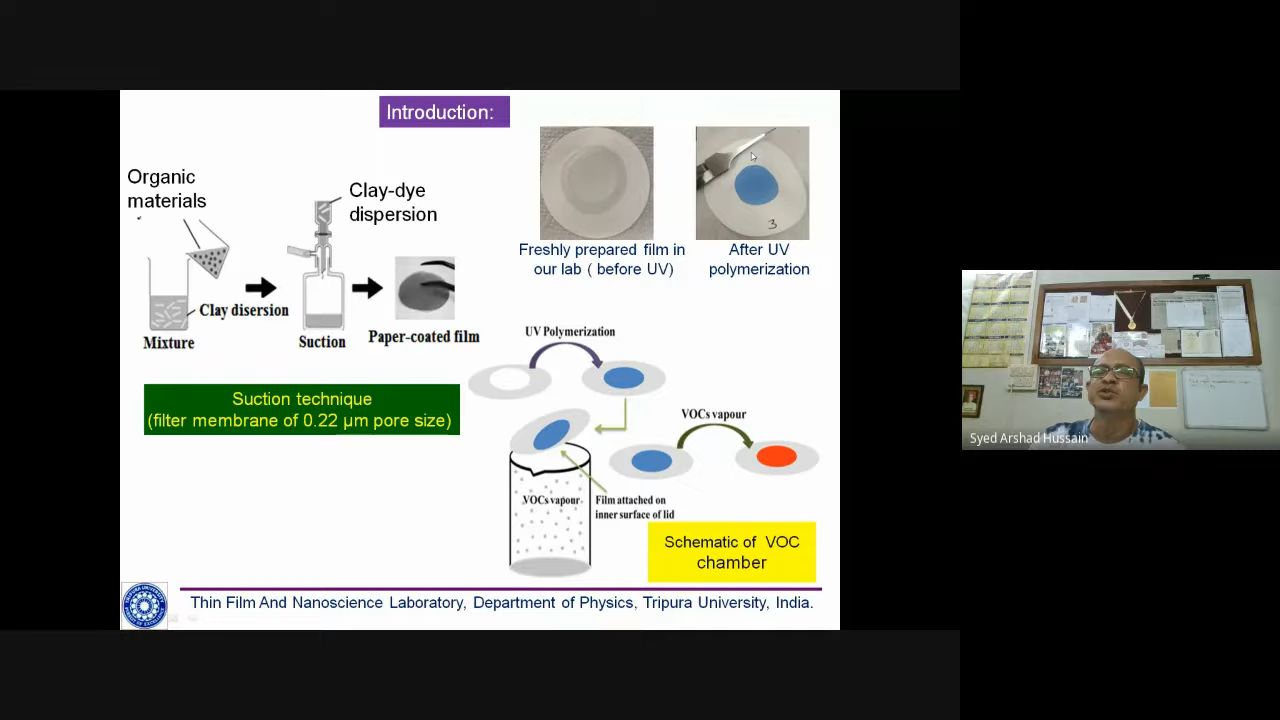 Introduction:
Organic
materials
Clay-dye
dispersion
Clay disersion
Mixture
Suction
Paper-coated film
Suction technique
(filter membrane of 0.22 µm pore size)
3
Freshly prepared film in
our lab ( before UV)
After UV
polymerization
UV Polymerization
VOCs vapour
VOCs vapour
Film attached on
inner surface of lid
Schematic of VOC
chamber
Thin Film And Nanoscience Laboratory, Department of Physics, Tripura University, India.
Syed Arshad Hussain